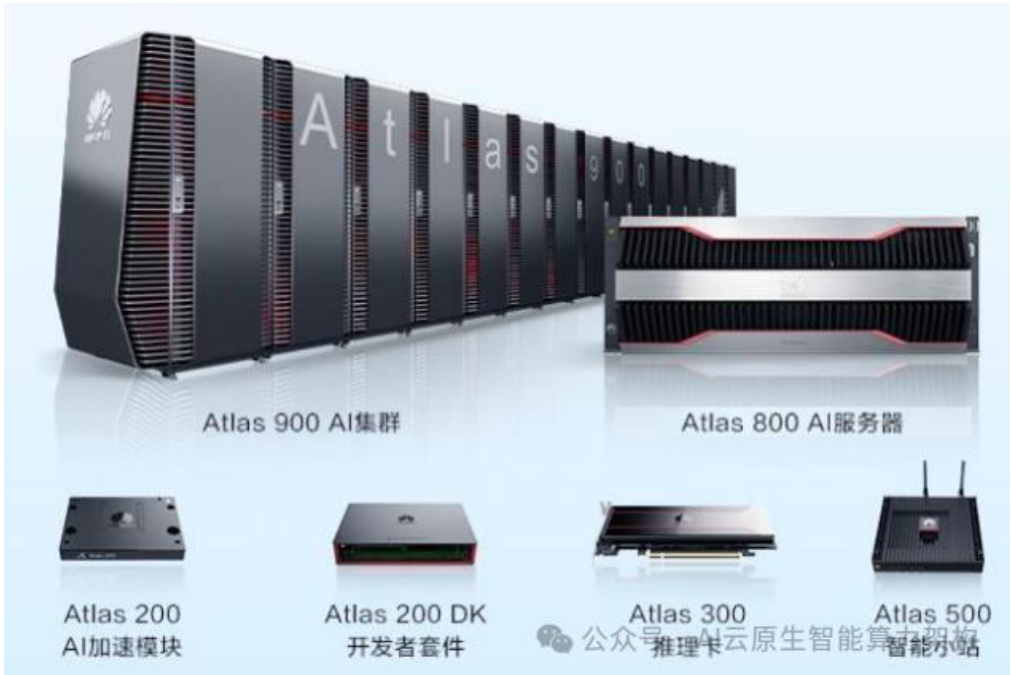 Atlas 900
Atlas 900 AI集群
Atlas 800 AI服务器
Atlas 200
AI加速模块
Atlas 200 DK
开发者套件
Atlas 300
推理卡
Atlas 500
智能小站
公众号 · AI云原生智能算力架构